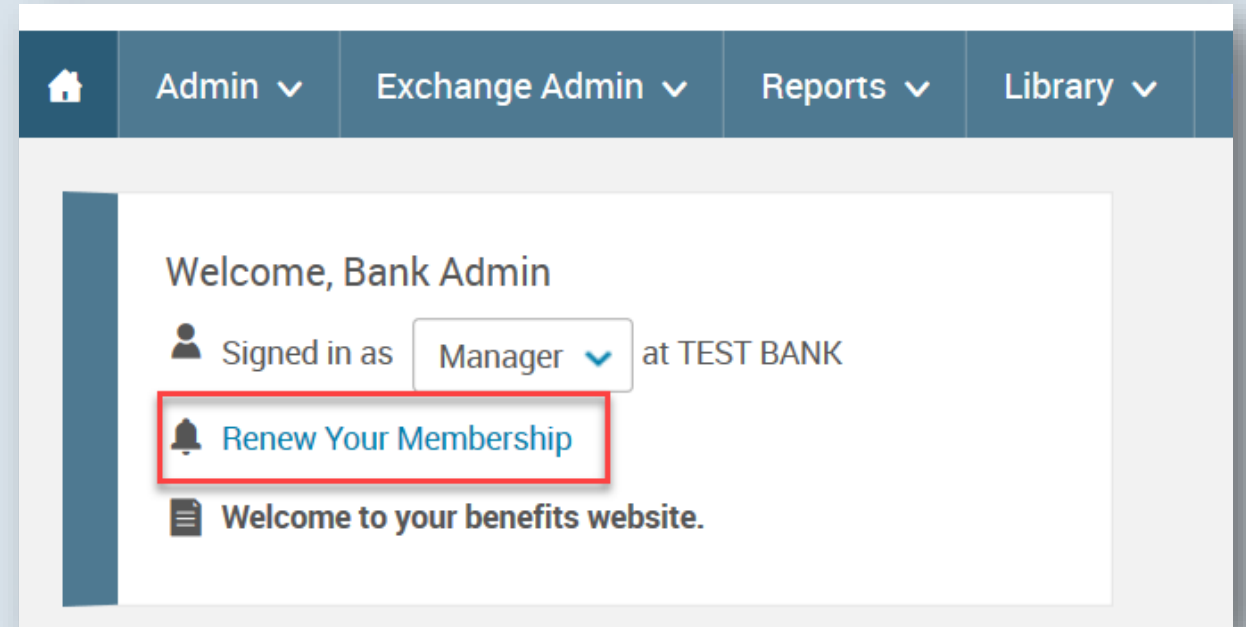 Admin Exchange Admin Reports Library
Welcome, Bank Admin
Signed in as Manager at TEST BANK
Renew Your Membership
Welcome to your benefits website.